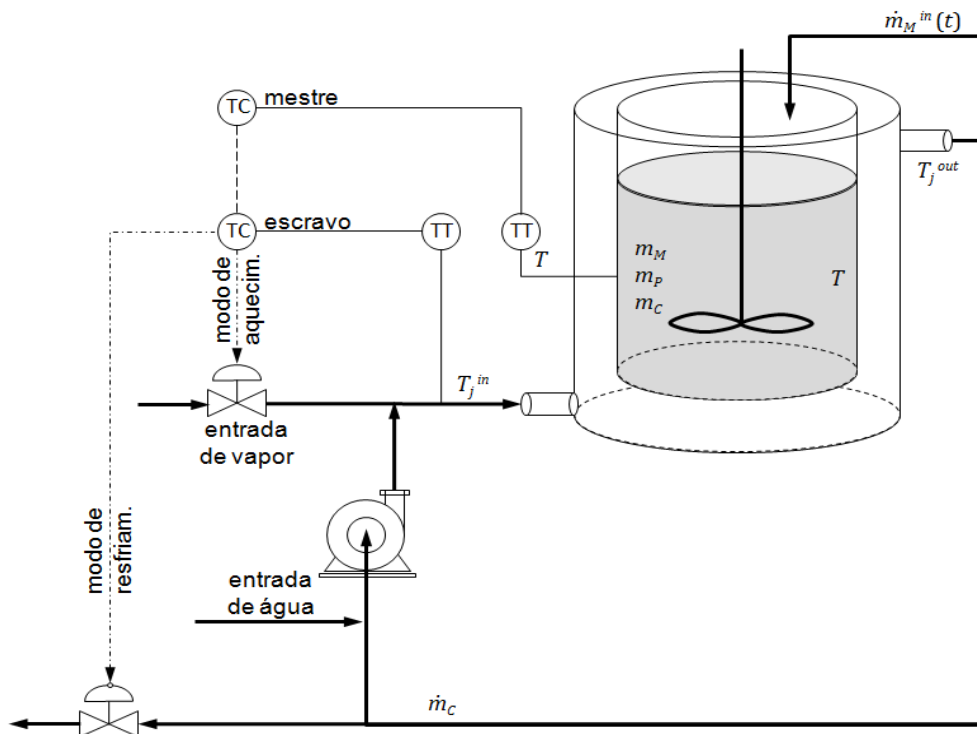 ṁ_M^in(t)
TC mestre
T_j^out
TC escravo
TT
TT
T
m_M
m_P
m_C
T
modo de
aquecim.
T_j^in
entrada
de vapor
modo de
resfriam.
entrada
de água
ṁ_C